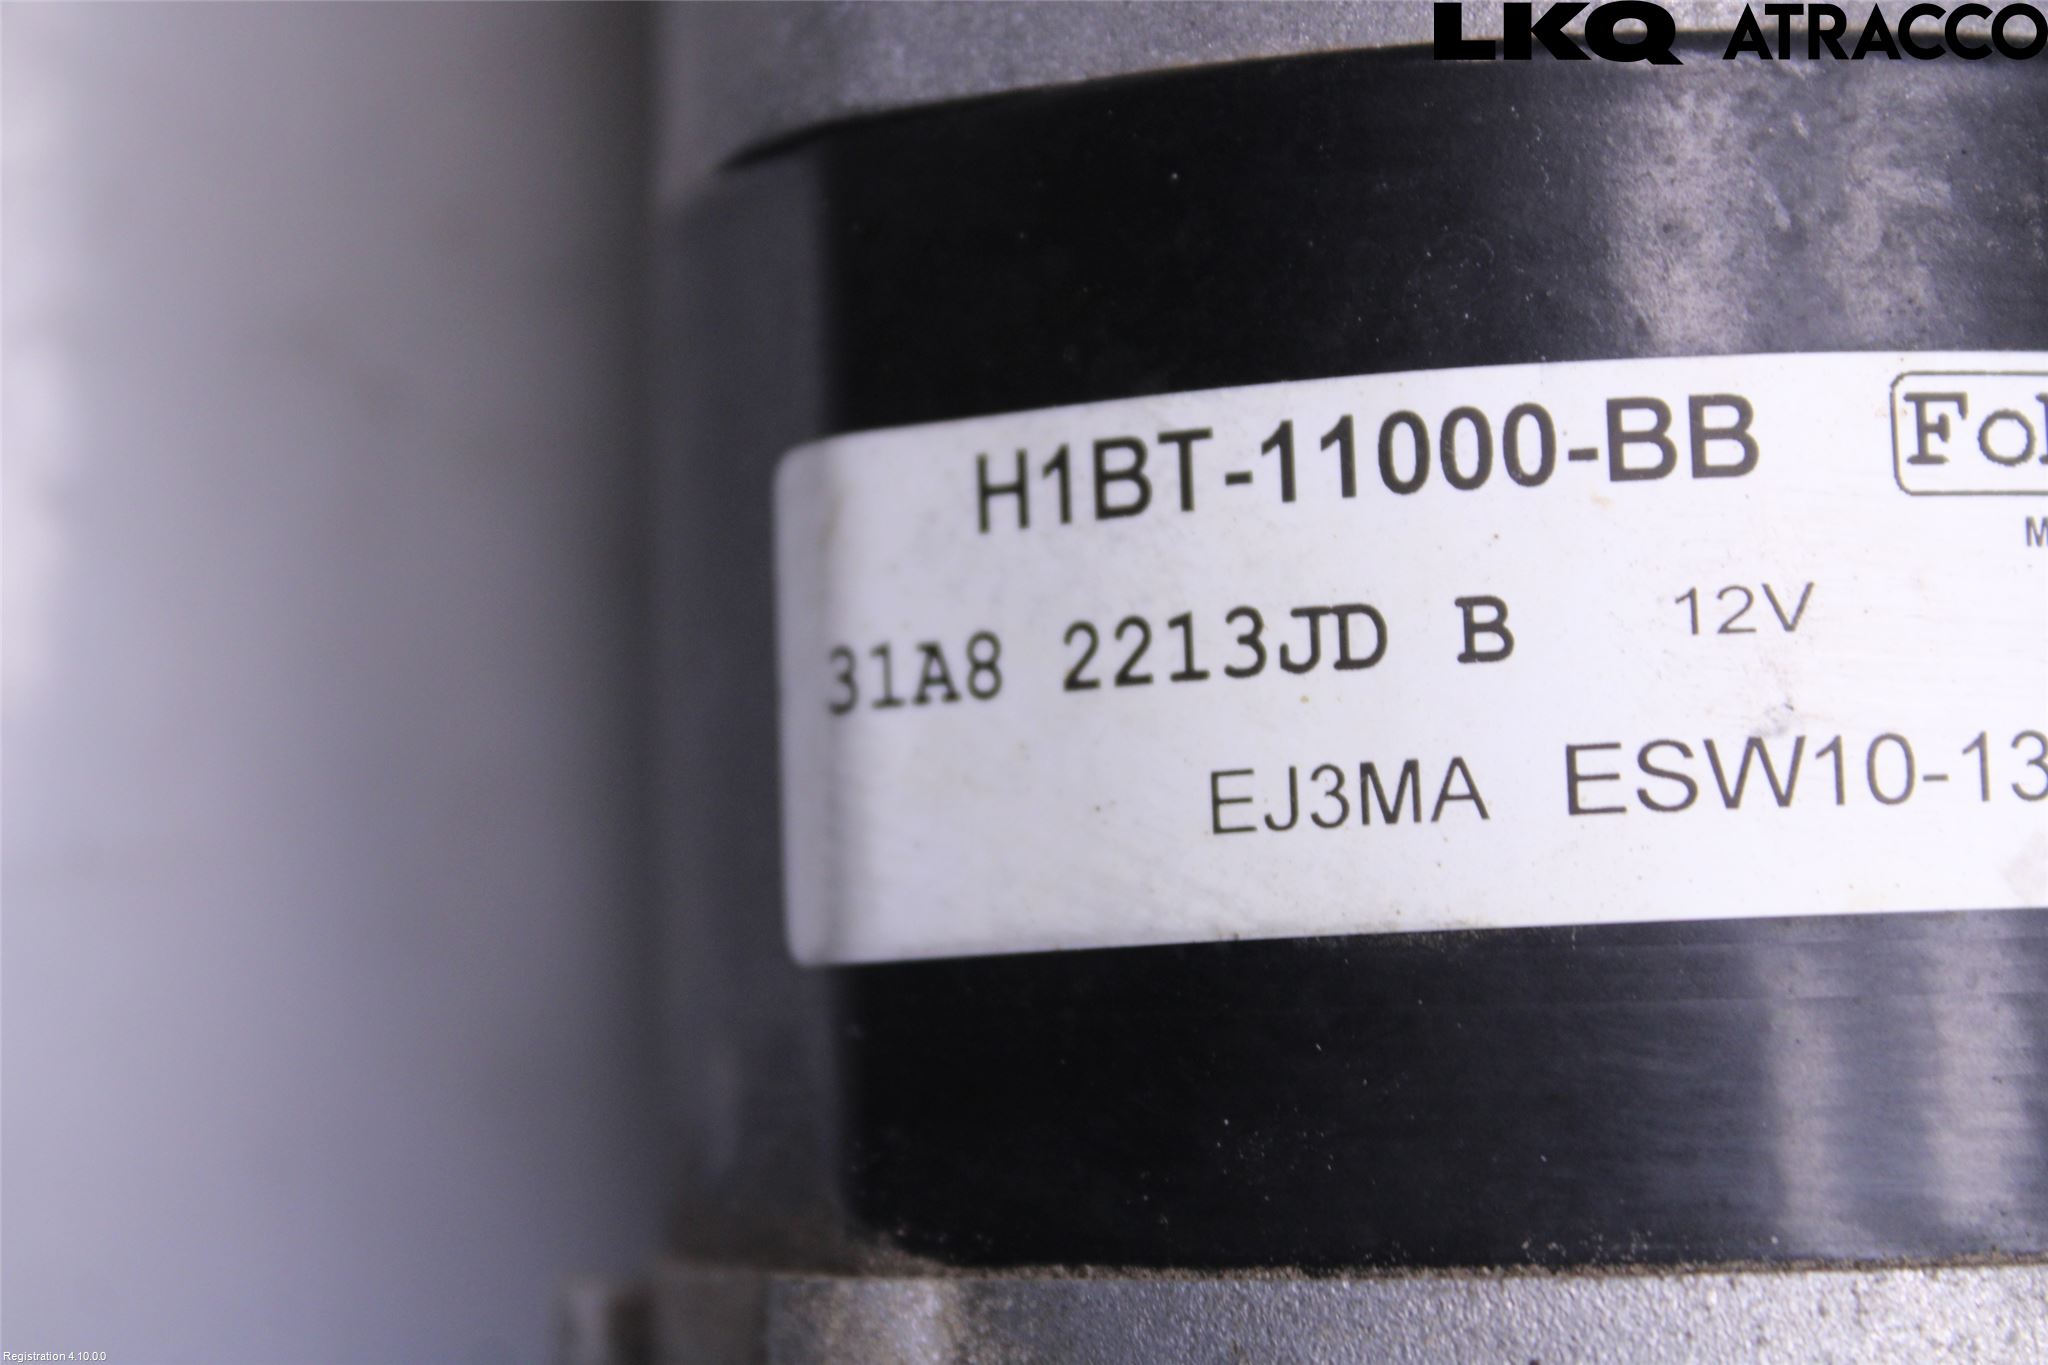 LKQ ATRACCO
H1BT-11000-BB
31A8 2213JD B 12V
EJ3MA ESW10-13
Registration 4.10.0.0